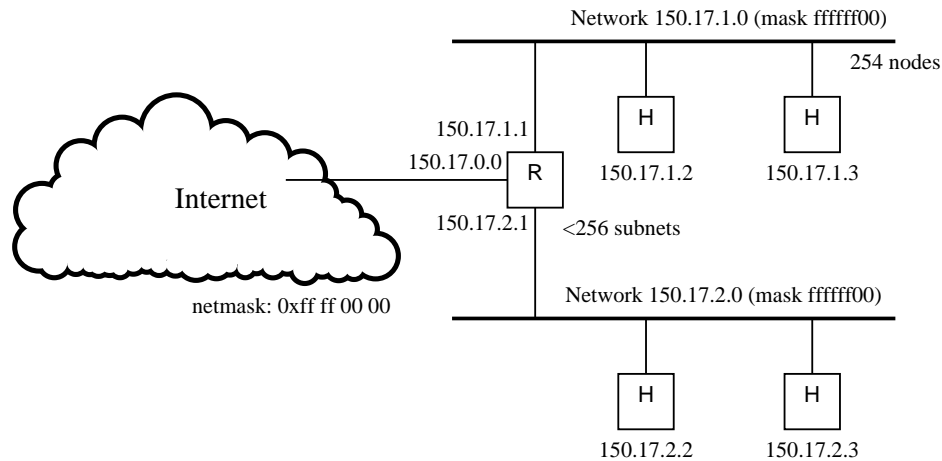 Network 150.17.1.0 (mask ffffff00)
254 nodes
H
H
150.17.1.1
150.17.0.0
R
150.17.1.2
150.17.1.3
Internet
150.17.2.1
<256 subnets
netmask: 0xff ff 00 00
Network 150.17.2.0 (mask ffffff00)
H
H
150.17.2.2
150.17.2.3